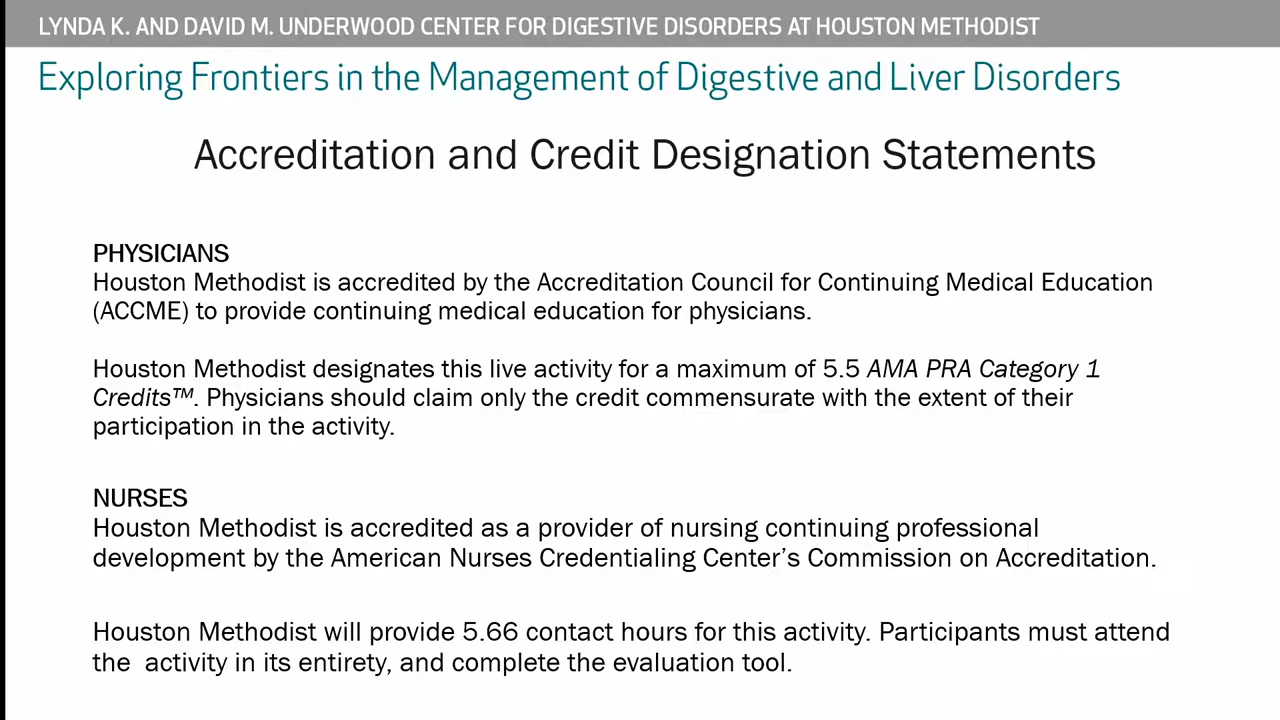 LYNDA K. AND DAVID M. UNDERWOOD CENTER FOR DIGESTIVE DISORDERS AT HOUSTON METHODIST
Exploring Frontiers in the Management of Digestive and Liver Disorders
Accreditation and Credit Designation Statements
PHYSICIANS
Houston Methodist is accredited by the Accreditation Council for Continuing Medical Education
(ACCME) to provide continuing medical education for physicians.
Houston Methodist designates this live activity for a maximum of 5.5 AMA PRA Category 1
Credits™. Physicians should claim only the credit commensurate with the extent of their
participation in the activity.
NURSES
Houston Methodist is accredited as a provider of nursing continuing professional
development by the American Nurses Credentialing Center’s Commission on Accreditation.
Houston Methodist will provide 5.66 contact hours for this activity. Participants must attend
the  activity in its entirety, and complete the evaluation tool.